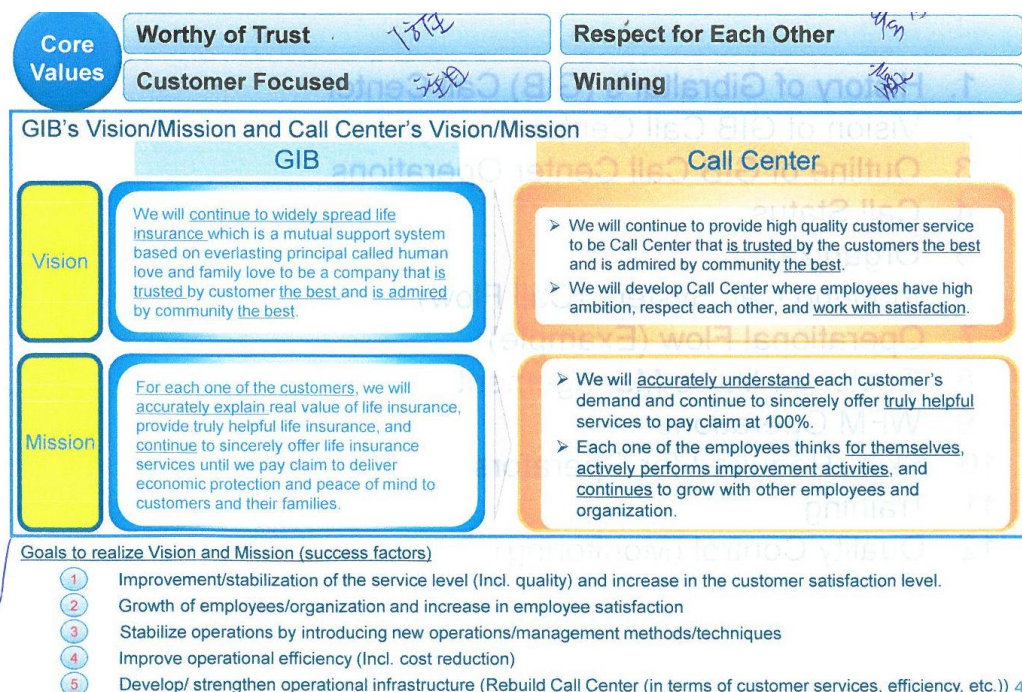 Core Values
Worthy of Trust 信任
Respect for Each Other
Customer Focused
Winning
GIB's Vision/Mission and Call Center's Vision/Mission
GIB
Call Center
Vision
We will continue to widely spread life
insurance which is a mutual support system
based on everlasting principal called human
love and family love to be a company that is
trusted by customer the best and is admired
by community the best.
➢ We will continue to provide high quality customer service
to be Call Center that is trusted by the customers the best
and is admired by community the best.
➢ We will develop Call Center where employees have high
ambition, respect each other, and work with satisfaction.
Mission
For each one of the customers, we will
accurately explain real value of life insurance,
provide truly helpful life insurance, and
continue to sincerely offer life insurance
services until we pay claim to deliver
economic protection and peace of mind to
customers and their families.
➢ We will accurately understand each customer's
demand and continue to sincerely offer truly helpful
services to pay claim at 100%.
➢ Each one of the employees thinks for themselves,
actively performs improvement activities, and
continues to grow with other employees and
organization.
Goals to realize Vision and Mission (success factors)
1 Improvement/stabilization of the service level (Incl. quality) and increase in the customer satisfaction level.
2 Growth of employees/organization and increase in employee satisfaction
3 Stabilize operations by introducing new operations/management methods/techniques
4 Improve operational efficiency (Incl. cost reduction)
5 Develop/ strengthen operational infrastructure (Rebuild Call Center (in terms of customer services, efficiency, etc.)) 4